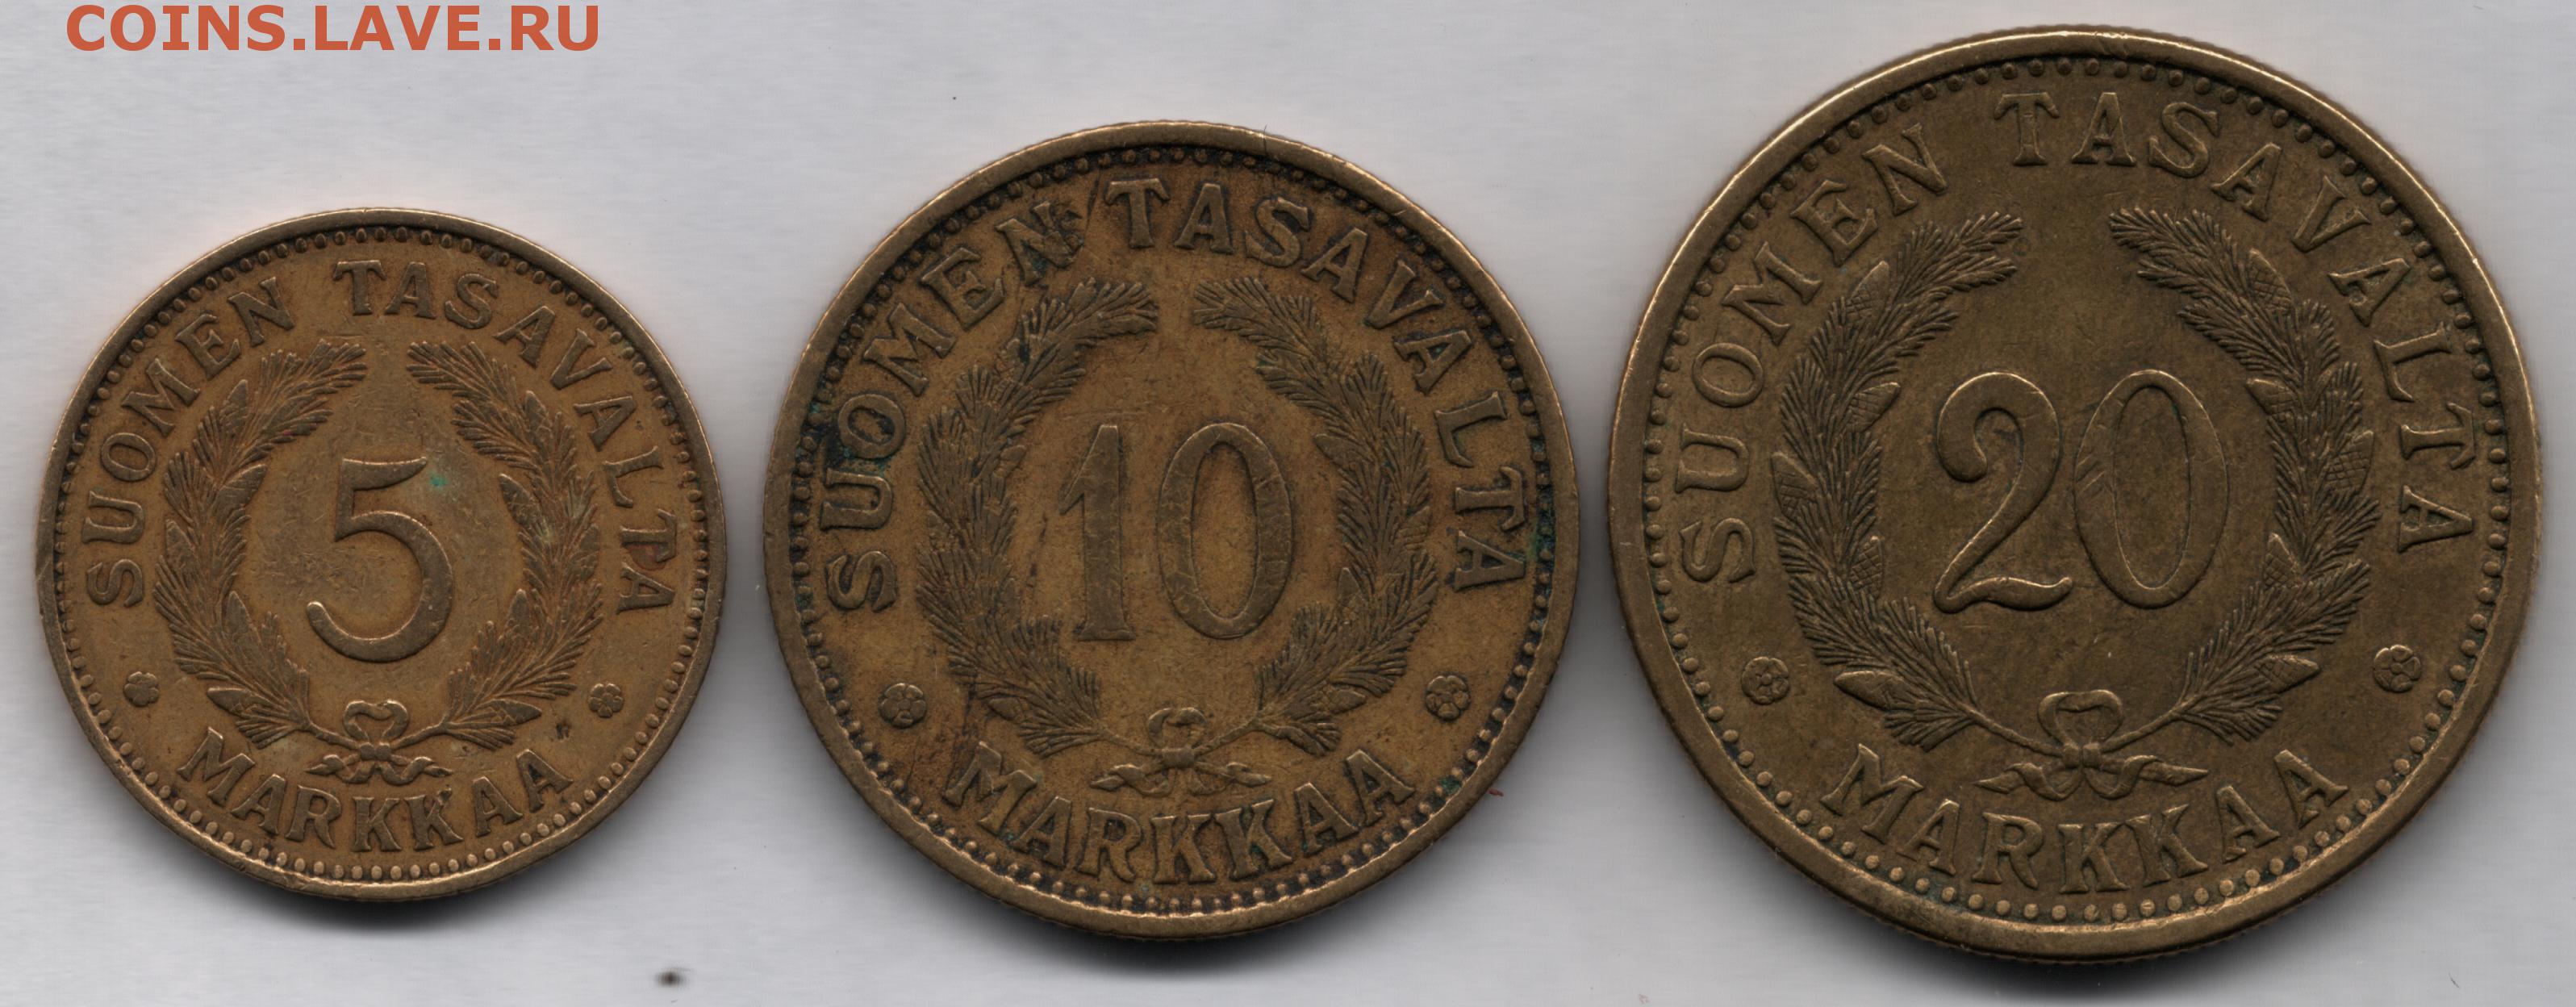 COINS.LAVE.RU
SUOMEN TASAVALTA
5
MARKKAA
SUOMEN TASAVALTA
10
MARKKAA
SUOMEN TASAVALTA
20
MARKKAA